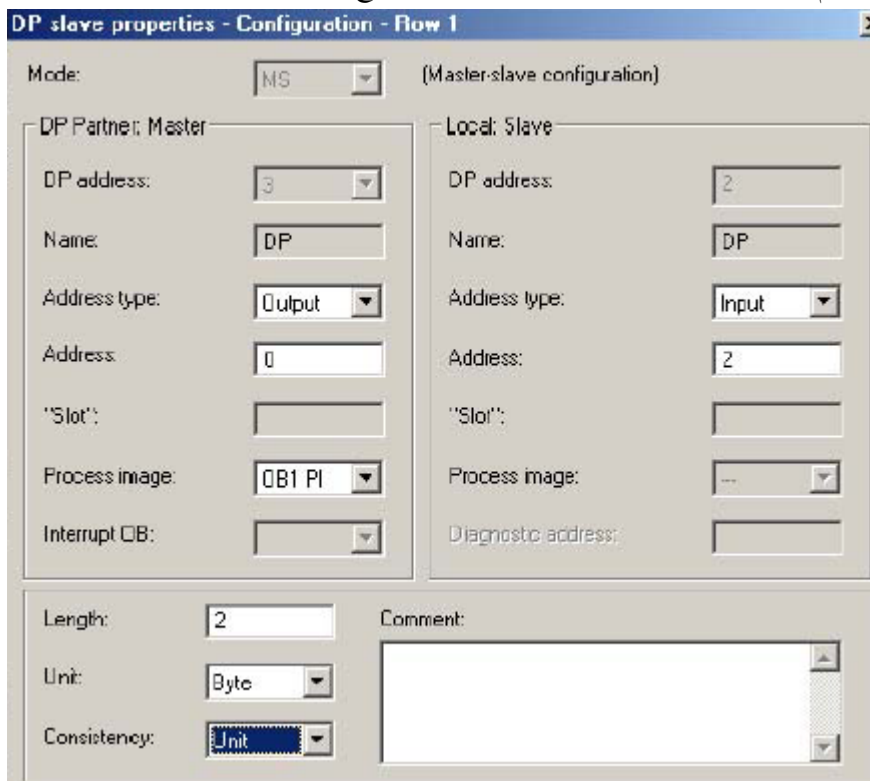 DP slave properties - Configuration - Row 1
Mode: MS (Master-slave configuration)
DP Partner: Master
DP address: 3
Name: DP
Address type: Output
Address: 0
"Slot":
Process image: OB1 PI
Interrupt OB:
Local: Slave
DP address: 2
Name: DP
Address type: Input
Address: 2
"Slot":
Process image: ---
Diagnostic address:
Length: 2
Unit: Byte
Consistency: Unit
Comment: